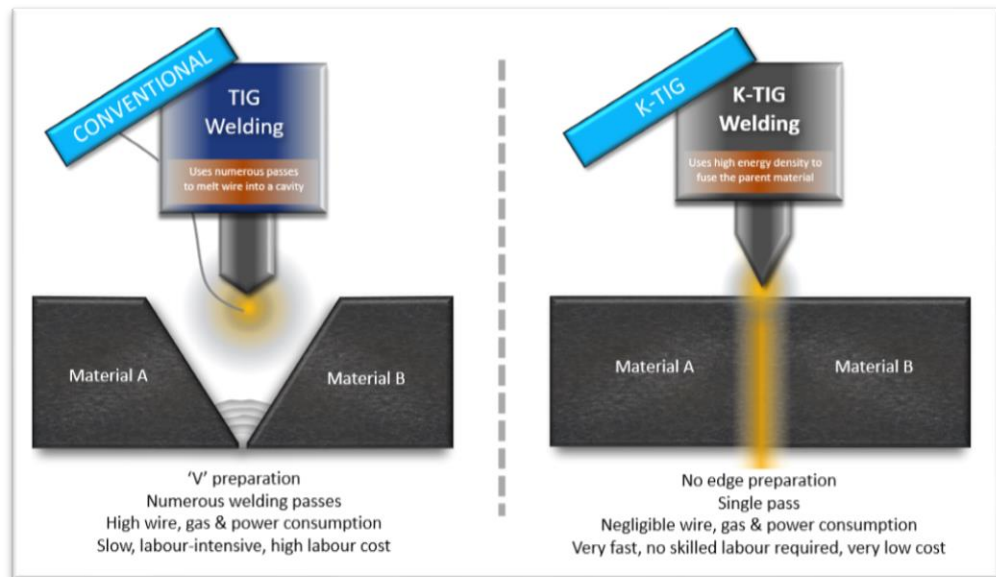 CONVENTIONAL
TIG
Welding
Uses numerous passes
to melt wire into a cavity
Material A
Material B
‘V’ preparation
Numerous welding passes
High wire, gas & power consumption
Slow, labour-intensive, high labour cost
K-TIG
K-TIG
Welding
Uses high energy density to
fuse the parent material
Material A
Material B
No edge preparation
Single pass
Negligible wire, gas & power consumption
Very fast, no skilled labour required, very low cost